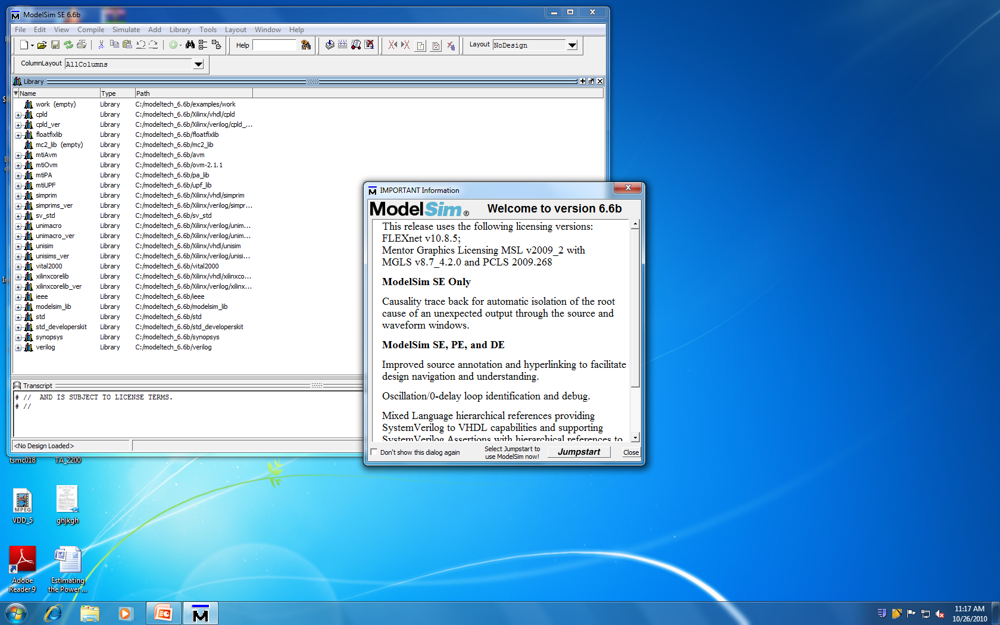 ModelSim SE 6.6b
File Edit View Compile Simulate Add Library Tools Layout Window Help
Help
Layout NoDesign
ColumnLayout AllColumns
Library
Name Type Path
work (empty) Library C:/modeltech_6.6b/examples/work
cpld Library C:/modeltech_6.6b/Xilinx/vhdl/cpld
cpld_ver Library C:/modeltech_6.6b/Xilinx/verilog/cpld_...
floatfixlib Library C:/modeltech_6.6b/floatfixlib
mc2_lib (empty) Library C:/modeltech_6.6b/mc2_lib
mtiAvm Library C:/modeltech_6.6b/avm
mtiOvm Library C:/modeltech_6.6b/ovm-2.1.1
mtiPA Library C:/modeltech_6.6b/pa_lib
mtiUPF Library C:/modeltech_6.6b/upf_lib
simprim Library C:/modeltech_6.6b/Xilinx/vhdl/simprim
simprims_ver Library C:/modeltech_6.6b/Xilinx/verilog/simpr...
sv_std Library C:/modeltech_6.6b/sv_std
unimacro Library C:/modeltech_6.6b/Xilinx/verilog/unim...
unimacro_ver Library C:/modeltech_6.6b/Xilinx/verilog/unim...
unisim Library C:/modeltech_6.6b/Xilinx/vhdl/unisim
unisims_ver Library C:/modeltech_6.6b/Xilinx/verilog/unisi...
vital2000 Library C:/modeltech_6.6b/vital2000
xilinxcorelib Library C:/modeltech_6.6b/Xilinx/vhdl/xilinxco...
xilinxcorelib_ver Library C:/modeltech_6.6b/Xilinx/verilog/xilinx...
ieee Library C:/modeltech_6.6b/ieee
modelsim_lib Library C:/modeltech_6.6b/modelsim_lib
std Library C:/modeltech_6.6b/std
std_developerskit Library C:/modeltech_6.6b/std_developerskit
synopsys Library C:/modeltech_6.6b/synopsys
verilog Library C:/modeltech_6.6b/verilog
Transcript
# // AND IS SUBJECT TO LICENSE TERMS.
# //
<No Design Loaded>
IMPORTANT Information
ModelSim® Welcome to version 6.6b
This release uses the following licensing versions:
FLEXnet v10.8.5;
Mentor Graphics Licensing MSL v2009_2 with
MGLS v8.7_4.2.0 and PCLS 2009.268
ModelSim SE Only
Causality trace back for automatic isolation of the root
cause of an unexpected output through the source and
waveform windows.
ModelSim SE, PE, and DE
Improved source annotation and hyperlinking to facilitate
design navigation and understanding.
Oscillation/0-delay loop identification and debug.
Mixed Language hierarchical references providing
SystemVerilog to VHDL capabilities and supporting
SystemVerilog Assertions with hierarchical references to
Don't show this dialog again
Select Jumpstart to
use ModelSim now!
Jumpstart
Close
tsmc018
TA_2200
MPEG
VDD_5
ghjkgh
Adobe
Reader 9
Estimating
the Power ...
11:17 AM
10/26/2010